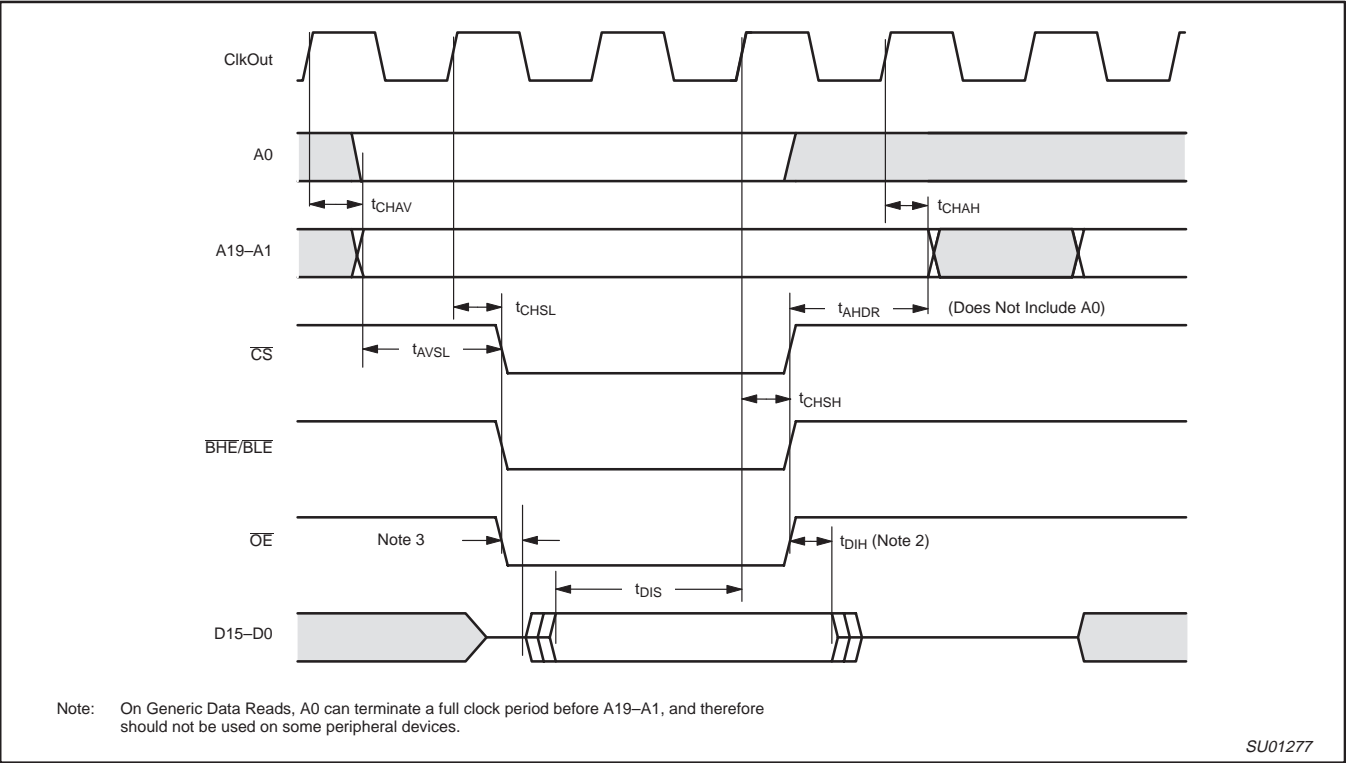 ClkOut
A0
tCHAV
tCHAH
A19–A1
tCHSL
tAHDR
(Does Not Include A0)
CS
tAVSL
tCHSH
BHE/BLE
OE
Note 3
tDIH (Note 2)
tDIS
D15–D0
Note: On Generic Data Reads, A0 can terminate a full clock period before A19–A1, and therefore
should not be used on some peripheral devices.
SU01277